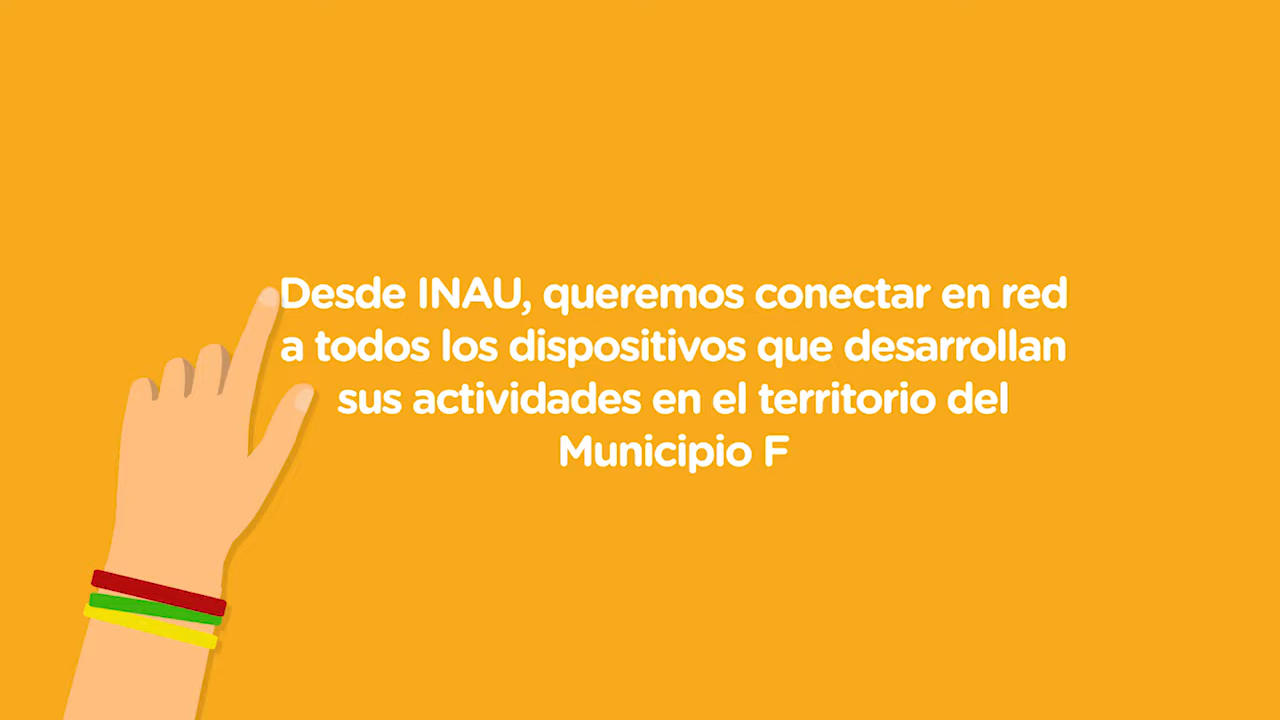 Desde INAU, queremos conectar en red
a todos los dispositivos que desarrollan
sus actividades en el territorio del
Municipio F